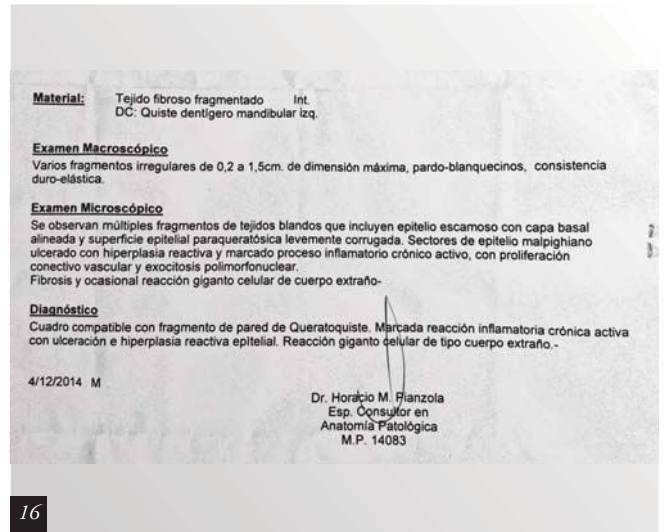 Material: Tejido fibroso fragmentado Int.
DC: Quiste dentígero mandibular izq.
Examen Macroscópico
Varios fragmentos irregulares de 0,2 a 1,5cm. de dimensión máxima, pardo-blanquecinos, consistencia
duro-elástica.
Examen Microscópico
Se observan múltiples fragmentos de tejidos blandos que incluyen epitelio escamoso con capa basal
alineada y superficie epitelial paraqueratósica levemente corrugada. Sectores de epitelio malpighiano
ulcerado con hiperplasia reactiva y marcado proceso inflamatorio crónico activo, con proliferación
conectivo vascular y exocitosis polimorfonuclear.
Fibrosis y ocasional reacción giganto celular de cuerpo extraño-
Diagnóstico
Cuadro compatible con fragmento de pared de Queratoquiste. Marcada reacción inflamatoria crónica activa
con ulceración e hiperplasia reactiva epltelial. Reacción giganto celular de tipo cuerpo extraño.-
4/12/2014 M
Dr. Horacio M. Pianzola
Esp. Consultor en
Anatomía Patológica
M.P. 14083
16